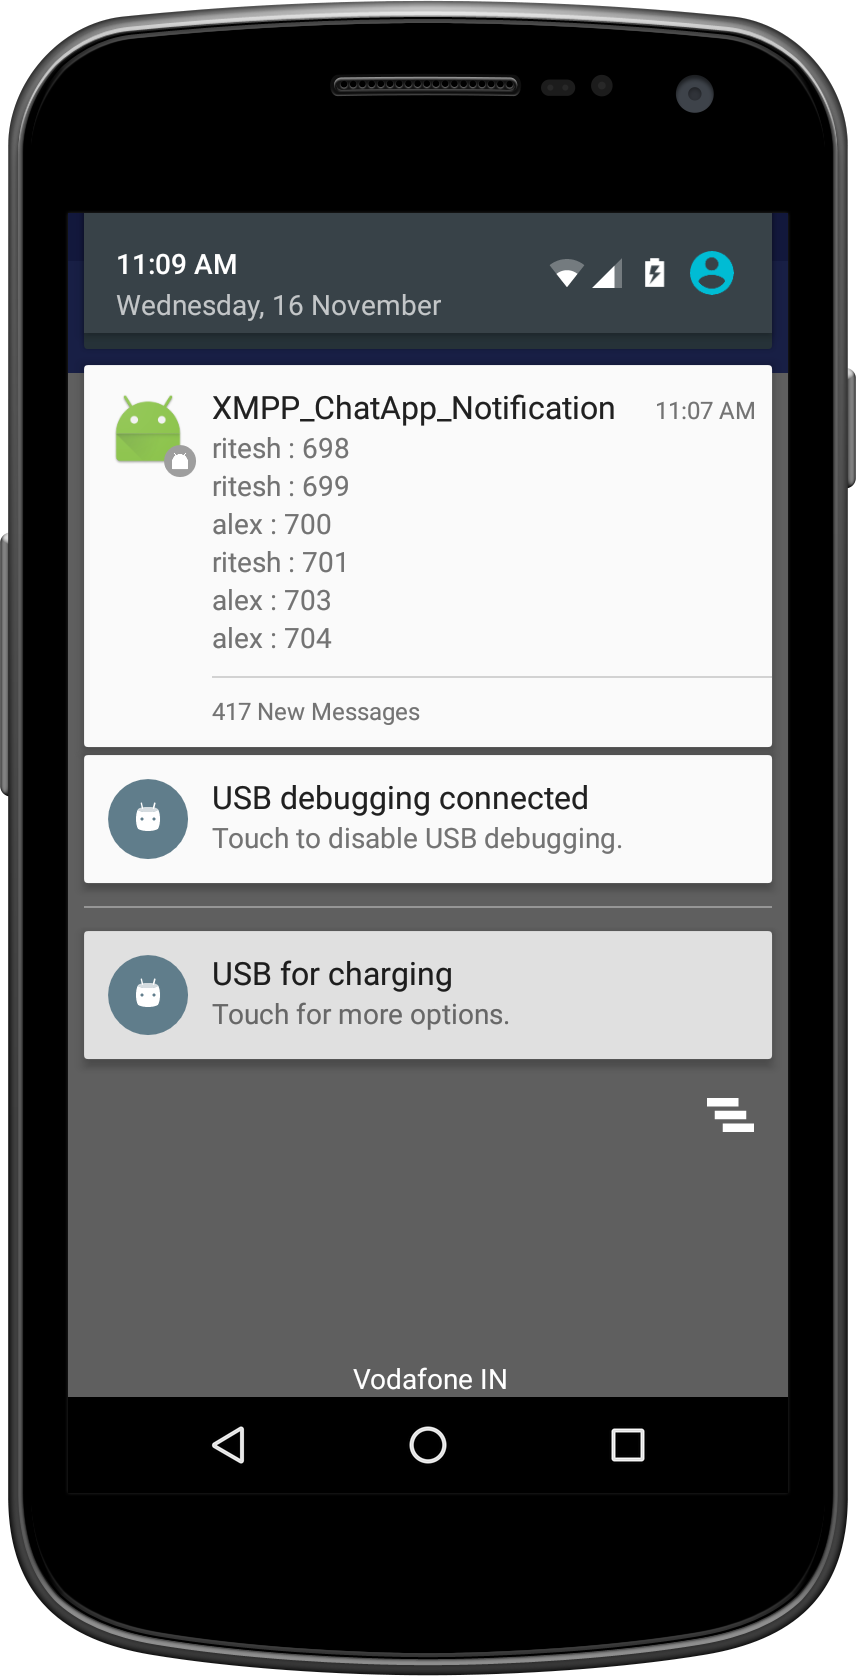 11:09 AM
Wednesday, 16 November
XMPP_ChatApp_Notification 11:07 AM
ritesh : 698
ritesh : 699
alex : 700
ritesh : 701
alex : 703
alex : 704
417 New Messages
USB debugging connected
Touch to disable USB debugging.
USB for charging
Touch for more options.
Vodafone IN